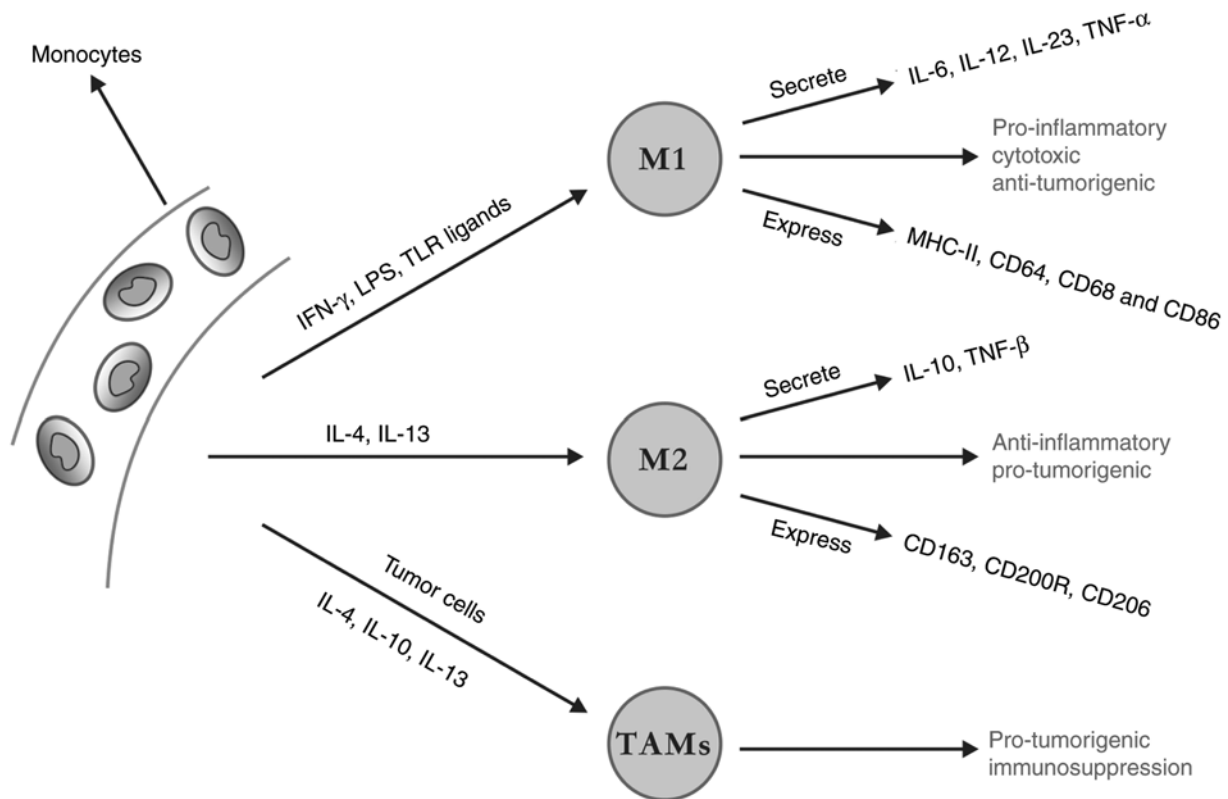 Monocytes
IFN-γ, LPS, TLR ligands
M1
Secrete
IL-6, IL-12, IL-23, TNF-α
Pro-inflammatory
cytotoxic
anti-tumorigenic
Express
MHC-II, CD64, CD68 and CD86
IL-4, IL-13
M2
Secrete
IL-10, TNF-β
Anti-inflammatory
pro-tumorigenic
Express
CD163, CD200R, CD206
Tumor cells
IL-4, IL-10, IL-13
TAMs
Pro-tumorigenic
immunosuppression